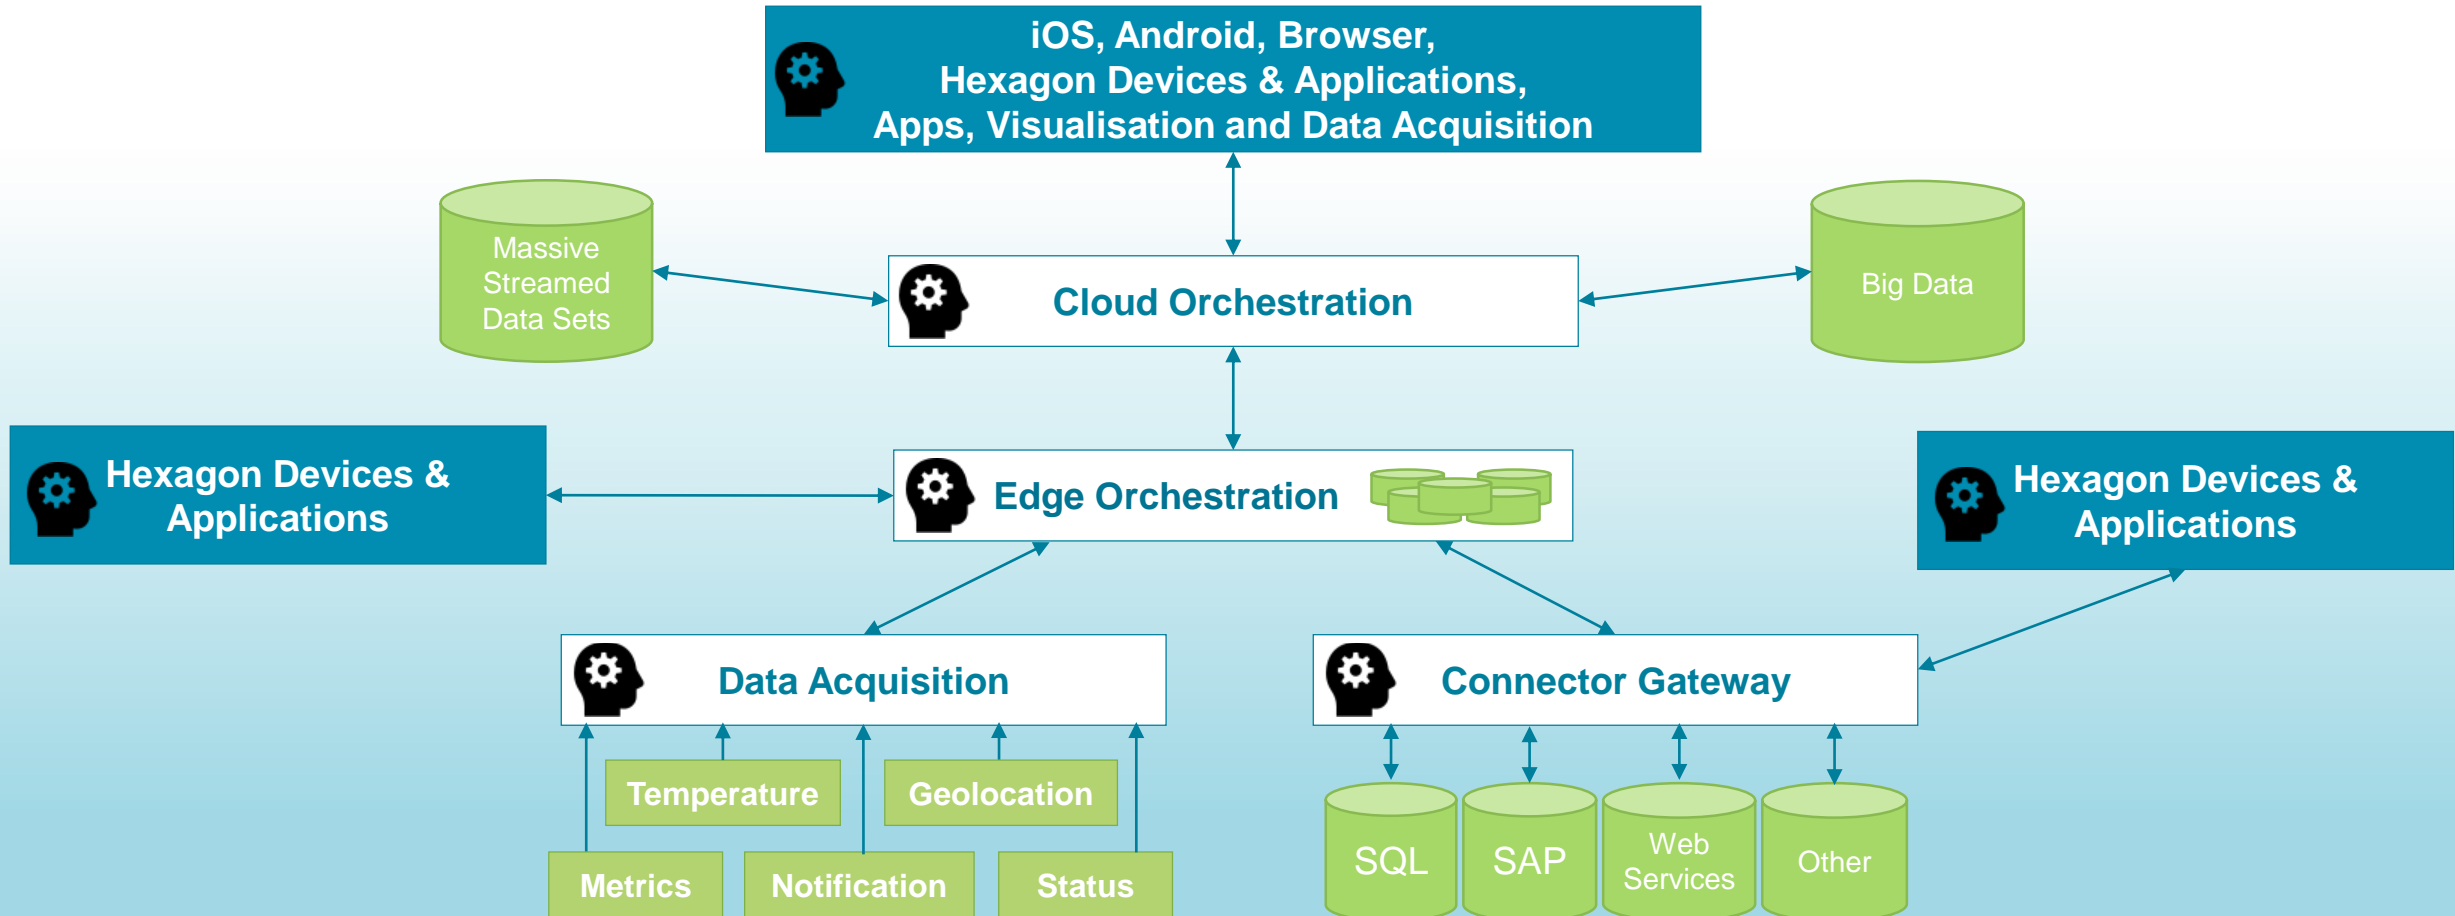 iOS, Android, Browser,
Hexagon Devices & Applications,
Apps, Visualisation and Data Acquisition
Massive
Streamed
Data Sets
Cloud Orchestration
Big Data
Hexagon Devices &
Applications
Edge Orchestration
Hexagon Devices &
Applications
Data Acquisition
Connector Gateway
Temperature
Geolocation
Metrics
Notification
Status
SQL
SAP
Web
Services
Other